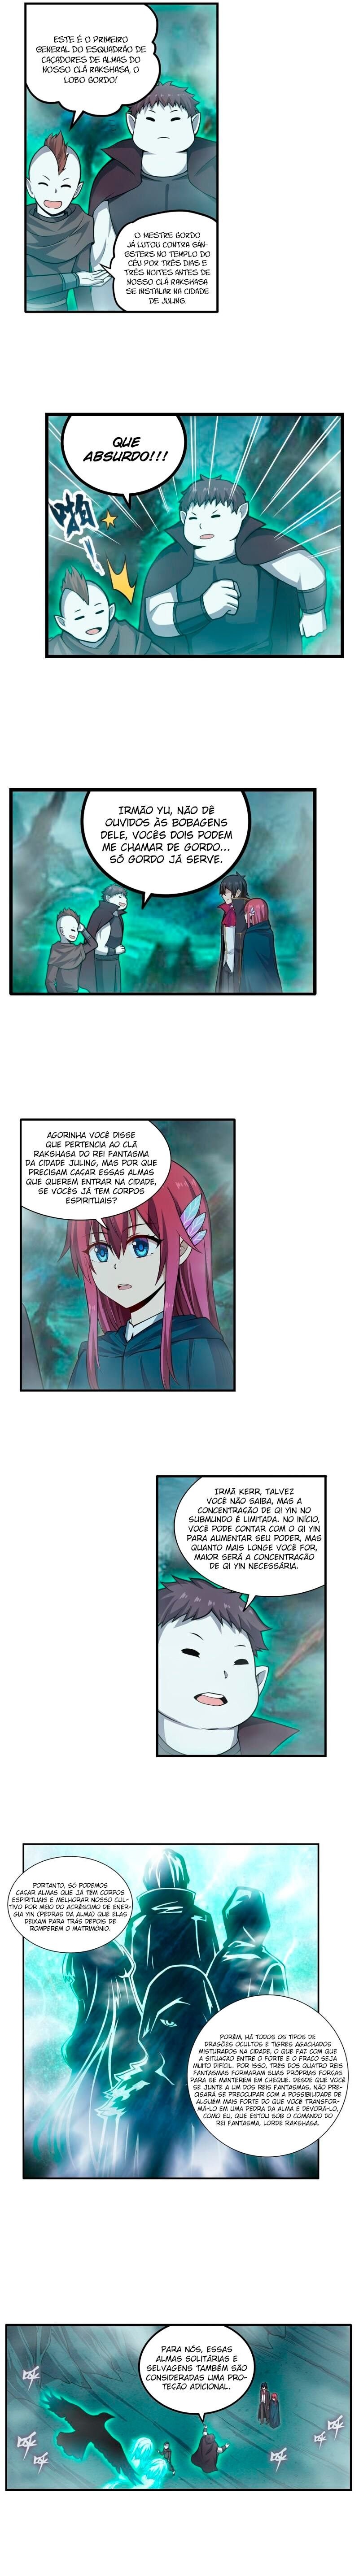 ESTE É O PRIMEIRO
GENERAL DO ESQUADRÃO DE
CAÇADORES DE ALMAS DO
NOSSO CLÃ RAKSHASA, O
LOBO GORDO!
O MESTRE GORDO
JÁ LUTOU CONTRA GÂN-
GSTERS NO TEMPLO DO
CÉU POR TRÊS DIAS E
TRÊS NOITES ANTES DE
NOSSO CLÃ RAKSHASA
SE INSTALAR NA CIDADE
DE JULING.
QUE
ABSURDO!!!
IRMÃO YU, NÃO DÊ
OUVIDOS ÀS BOBAGENS
DELE, VOCÊS DOIS PODEM
ME CHAMAR DE GORDO...
SÓ GORDO JÁ SERVE.
AGORINHA VOCÊ DISSE
QUE PERTENCIA AO CLÃ
RAKSHASA DO REI FANTASMA
DA CIDADE JULING, MAS POR QUE
PRECISAM CAÇAR ESSAS ALMAS
QUE QUEREM ENTRAR NA CIDADE,
SE VOCÊS JÁ TEM CORPOS
ESPIRITUAIS?
IRMÃ KERR, TALVEZ
VOCÊ NÃO SAIBA, MAS A
CONCENTRAÇÃO DE QI YIN NO
SUBMUNDO É LIMITADA. NO INÍCIO,
VOCÊ PODE CONTAR COM O QI YIN
PARA AUMENTAR SEU PODER, MAS
QUANTO MAIS LONGE VOCÊ FOR,
MAIOR SERÁ A CONCENTRAÇÃO
DE QI YIN NECESSÁRIA.
PORTANTO, SÓ PODEMOS
CAÇAR ALMAS QUE JÁ TÊM CORPOS
ESPIRITUAIS E MELHORAR NOSSO CUL-
TIVO POR MEIO DO ACRÉSCIMO DE ENER-
GIA YIN (PEDRAS DA ALMA) QUE ELAS
DEIXAM PARA TRÁS DEPOIS DE
ROMPEREM O MATRIMÔNIO.
PORÉM, HÁ TODOS OS TIPOS DE
DRAGÕES OCULTOS E TIGRES AGACHADOS
MISTURADOS NA CIDADE, O QUE FAZ COM QUE
A SITUAÇÃO ENTRE O FORTE E O FRACO SEJA
MUITO DIFÍCIL. POR ISSO, TRÊS DOS QUATRO REIS
FANTASMAS FORMARAM SUAS PRÓPRIAS FORÇAS
PARA SE MANTEREM EM CHEQUE. DESDE QUE VOCÊ
SE JUNTE A UM DOS REIS FANTASMAS, NÃO PRE-
CISARÁ SE PREOCUPAR COM A POSSIBILIDADE DE
ALGUÉM MAIS FORTE DO QUE VOCÊ TRANSFOR-
MÁ-LO EM UMA PEDRA DA ALMA E DEVORÁ-LO,
COMO EU, QUE ESTOU SOB O COMANDO DO
REI FANTASMA, LORDE RAKSHASA.
PARA NÓS, ESSAS
ALMAS SOLITÁRIAS E
SELVAGENS TAMBÉM SÃO
CONSIDERADAS UMA PRO-
TEÇÃO ADICIONAL.